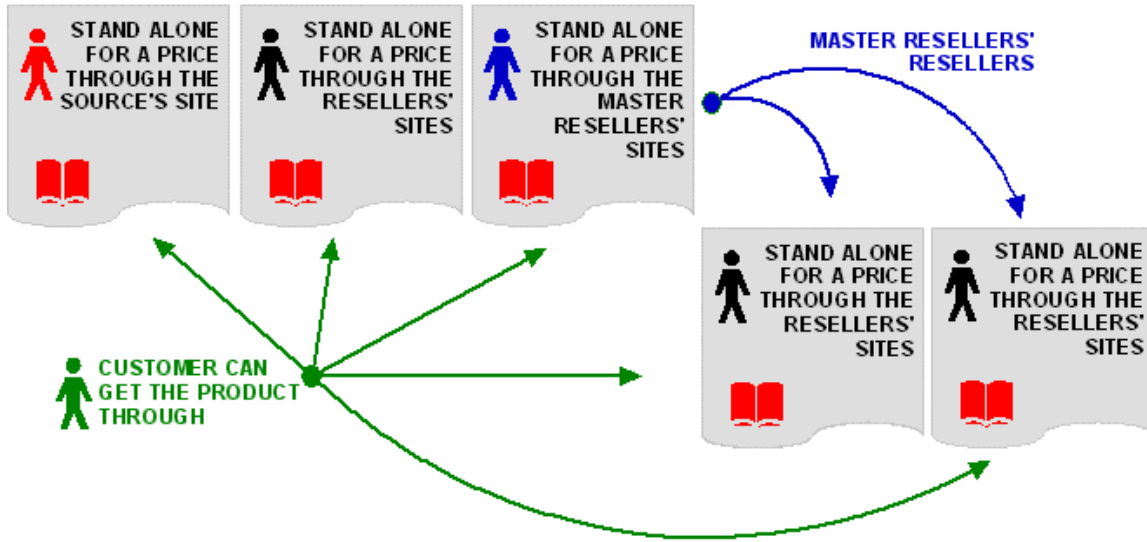 STAND ALONE
FOR A PRICE
THROUGH THE
SOURCE'S SITE
STAND ALONE
FOR A PRICE
THROUGH THE
RESELLERS'
SITES
STAND ALONE
FOR A PRICE
THROUGH THE
MASTER
RESELLERS'
SITES
MASTER RESELLERS'
RESELLERS
STAND ALONE
FOR A PRICE
THROUGH THE
RESELLERS'
SITES
STAND ALONE
FOR A PRICE
THROUGH THE
RESELLERS'
SITES
CUSTOMER CAN
GET THE PRODUCT
THROUGH